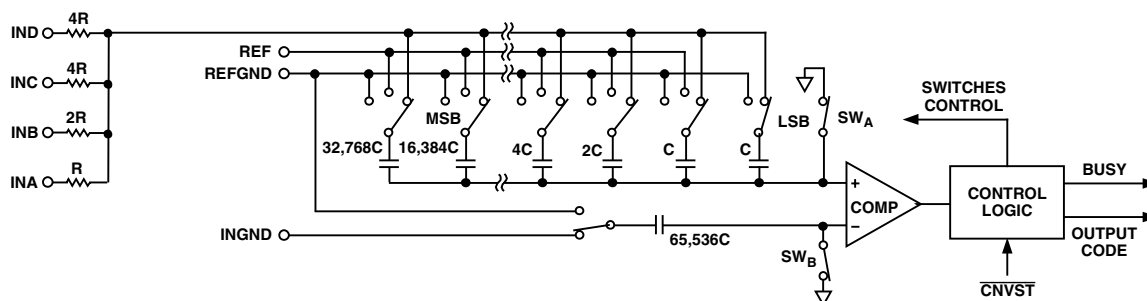 IND
4R
REF
REFGND
INC
4R
INB
2R
INA
R
MSB
32,768C
16,384C
4C
2C
C
C
LSB
SWA
SWITCHES
CONTROL
+
COMP
−
CONTROL
LOGIC
BUSY
OUTPUT
CODE
INGND
65,536C
SWB
CNVST